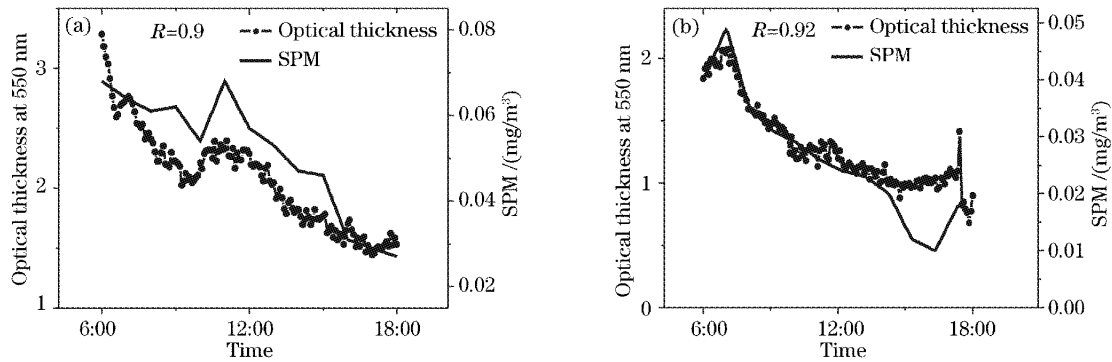 (a)
R=0.9
Optical thickness
SPM
Optical thickness at 550 nm
3
2
1
0.08
0.06
0.04
0.02
SPM /(mg/m³)
6:00 12:00 18:00
Time
(b)
R=0.92
Optical thickness
SPM
Optical thickness at 550 nm
2
1
0
0.05
0.04
0.03
0.02
0.01
0.00
SPM /(mg/m³)
6:00 12:00 18:00
Time